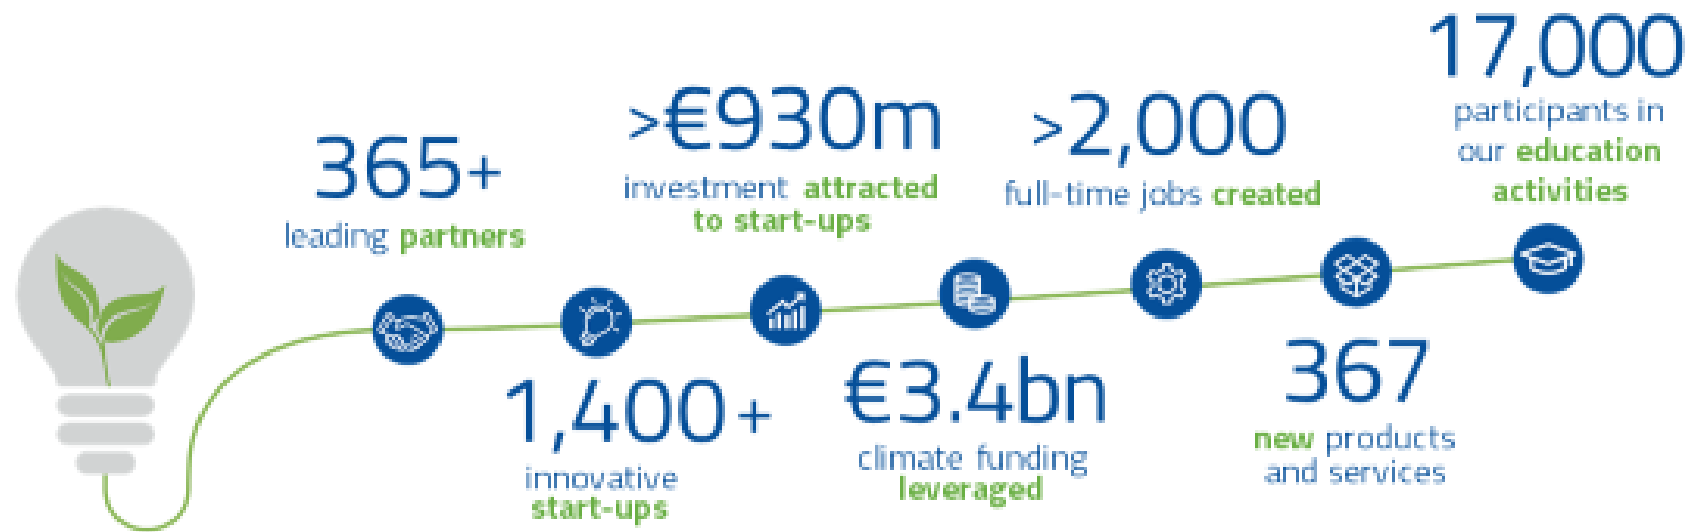 365+
leading partners
1,400+
innovative
start-ups
>€930m
investment attracted
to start-ups
€3.4bn
climate funding
leveraged
>2,000
full-time jobs created
367
new products
and services
17,000
participants in
our education
activities